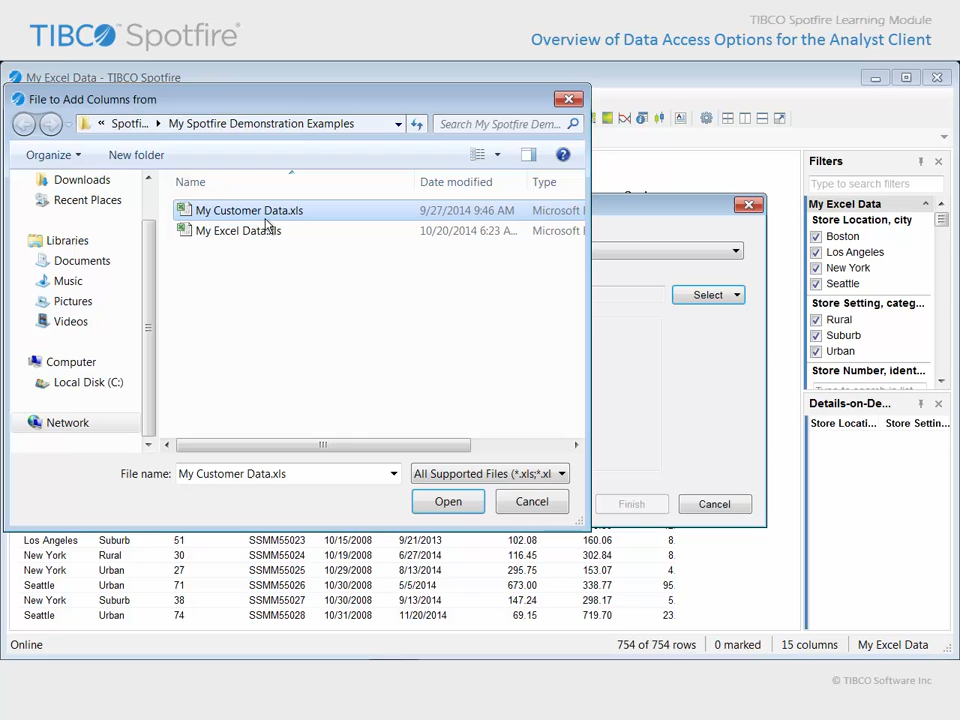 TIBCO Spotfire Learning Module
TIBCO™ Spotfire®
Overview of Data Access Options for the Analyst Client
My Excel Data - TIBCO Spotfire
File to Add Columns from
« Spotfi... My Spotfire Demonstration Examples
Search My Spotfire Dem...
Organize
New folder
Downloads
Recent Places
Libraries
Documents
Music
Pictures
Videos
Computer
Local Disk (C:)
Network
Name Date modified Type
My Customer Data.xls 9/27/2014 9:46 AM Microsoft
My Excel Data.xls 10/20/2014 6:23 A... Microsoft
File name: My Customer Data.xls All Supported Files (*.xls;*.xl
Open Cancel
Select
Finish Cancel
Filters
Type to search filters
My Excel Data
Store Location, city
Boston
Los Angeles
New York
Seattle
Store Setting, categ...
Rural
Suburb
Urban
Store Number, ident...
Details-on-De...
Store Locati... Store Settin...
Los Angeles Suburb 51 SSMM55023 10/15/2008 9/21/2013 102.08 160.06 8.
New York Rural 30 SSMM55024 10/19/2008 6/27/2014 116.45 302.84 8.
New York Urban 27 SSMM55025 10/29/2008 8/13/2014 295.75 153.07 4.
Seattle Urban 71 SSMM55026 10/30/2008 5/5/2014 673.00 338.77 95.
New York Suburb 38 SSMM55027 10/30/2008 9/13/2014 147.24 298.17 5.
Seattle Urban 74 SSMM55028 10/31/2008 11/20/2014 69.15 719.70 23.
Online 754 of 754 rows 0 marked 15 columns My Excel Data
© TIBCO Software Inc